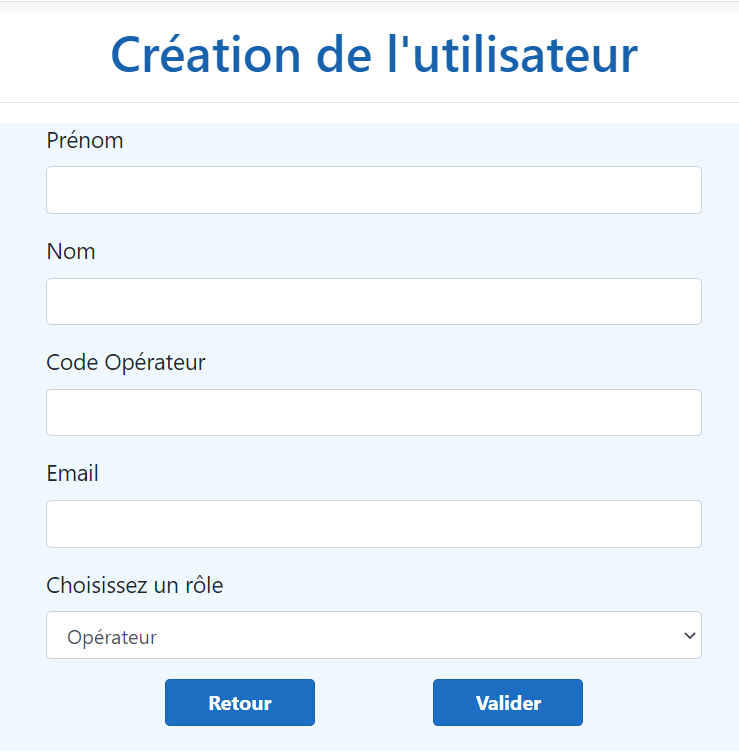 Création de l'utilisateur
Prénom
Nom
Code Opérateur
Email
Choisissez un rôle
Opérateur
Retour
Valider